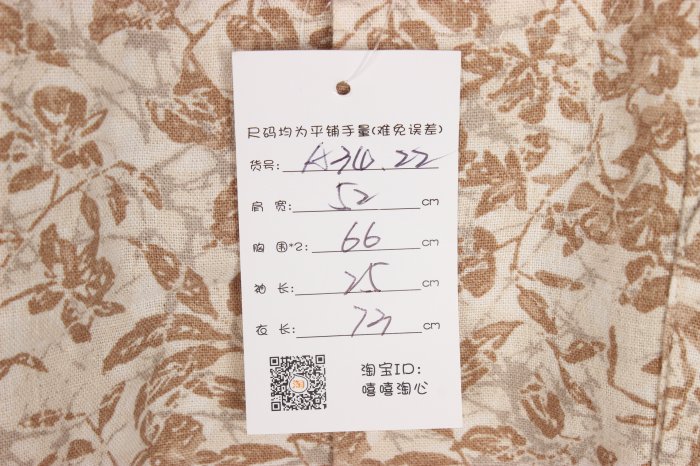 尺码均为平铺手量(难免误差)
货号: A310.22
肩 宽: 52 cm
胸 围*2: 66 cm
袖 长: 25 cm
衣 长: 73 cm
淘宝ID:
嘻嘻淘心